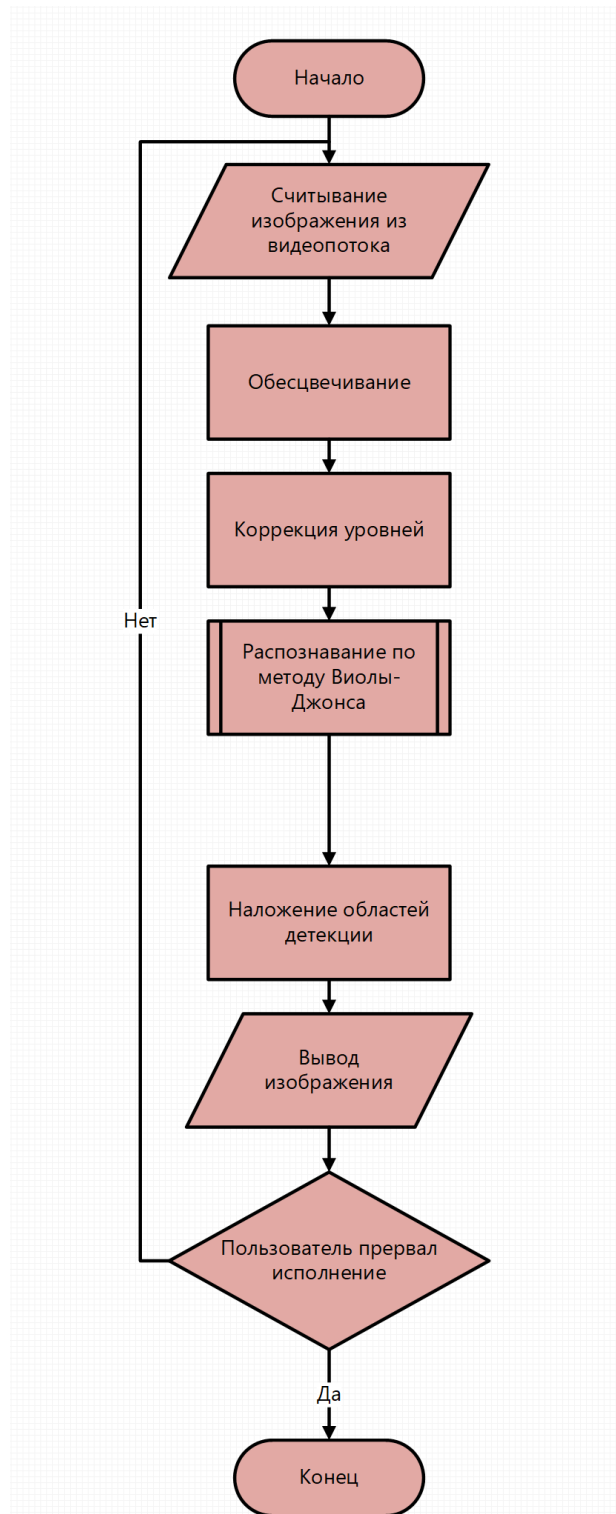 Начало
Считывание
изображения из
видеопотока
Обесцвечивание
Коррекция уровней
Нет
Распознавание по
методу Виолы-
Джонса
Наложение областей
детекции
Вывод
изображения
Пользователь прервал
исполнение
Да
Конец